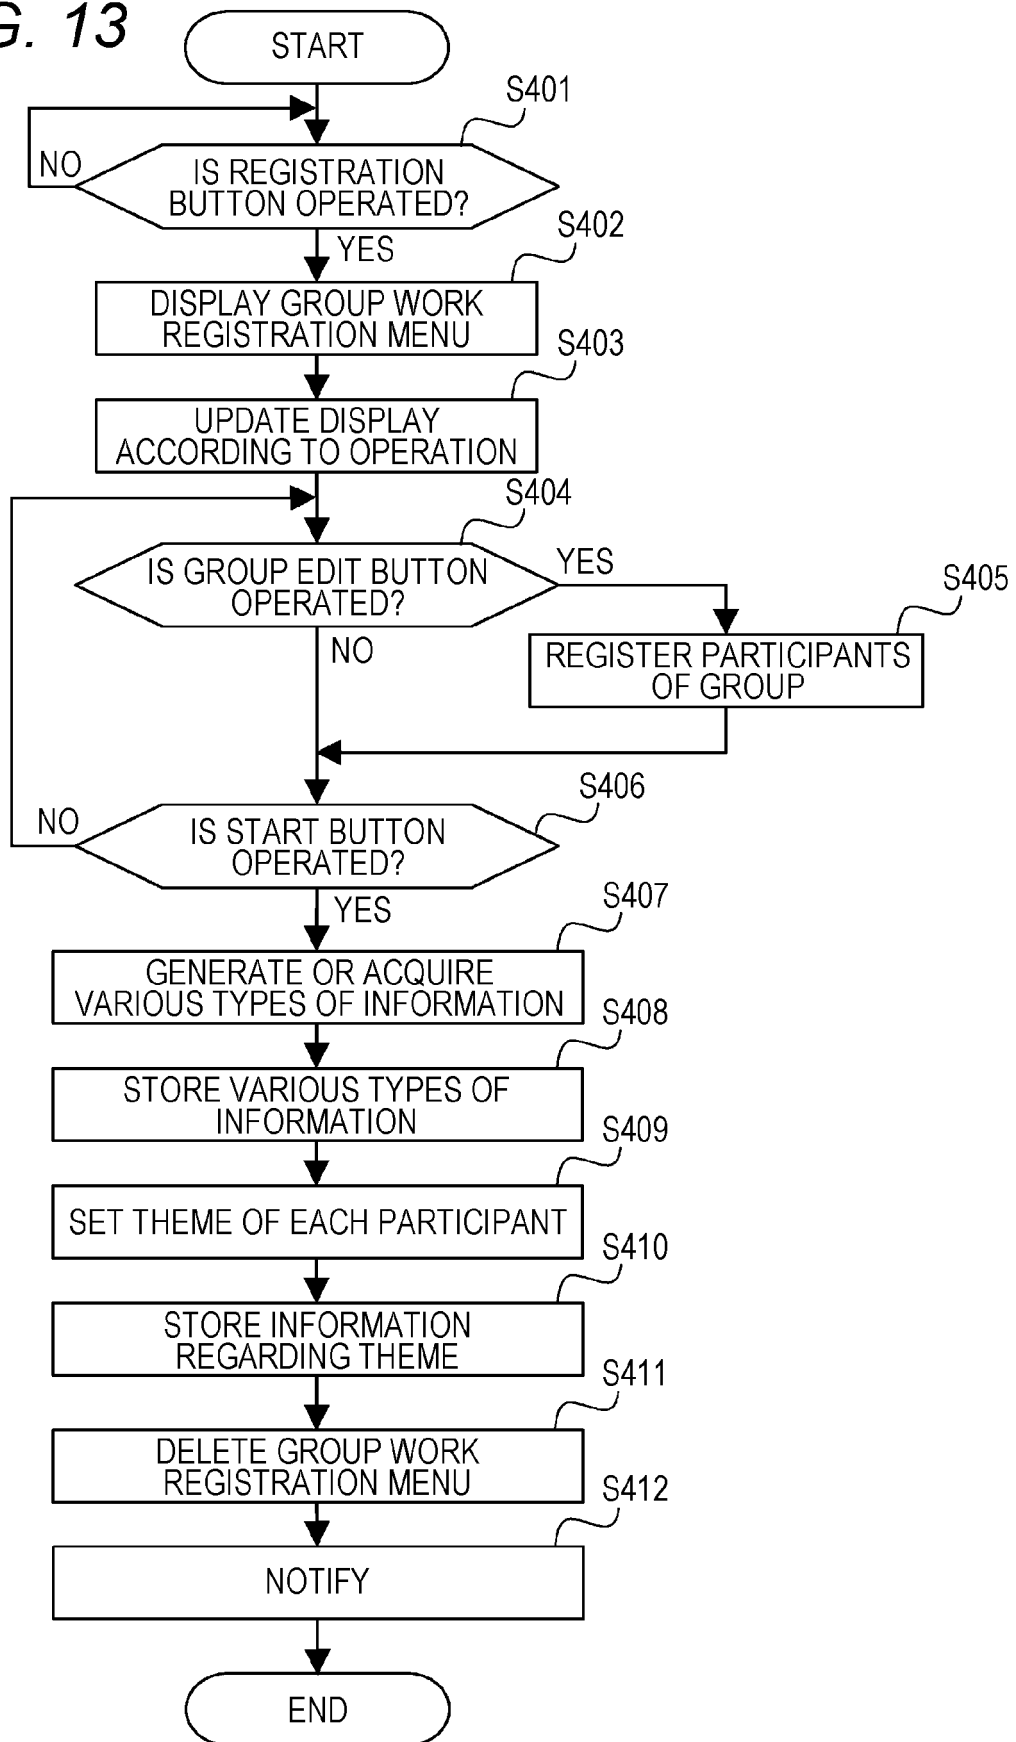 G. 13
START
S401
NO
IS REGISTRATION
BUTTON OPERATED?
YES
S402
DISPLAY GROUP WORK
REGISTRATION MENU
S403
UPDATE DISPLAY
ACCORDING TO OPERATION
S404
IS GROUP EDIT BUTTON
OPERATED?
YES
S405
NO
REGISTER PARTICIPANTS
OF GROUP
S406
NO
IS START BUTTON
OPERATED?
YES
S407
GENERATE OR ACQUIRE
VARIOUS TYPES OF INFORMATION
S408
STORE VARIOUS TYPES OF
INFORMATION
S409
SET THEME OF EACH PARTICIPANT
S410
STORE INFORMATION
REGARDING THEME
S411
DELETE GROUP WORK
REGISTRATION MENU
S412
NOTIFY
END